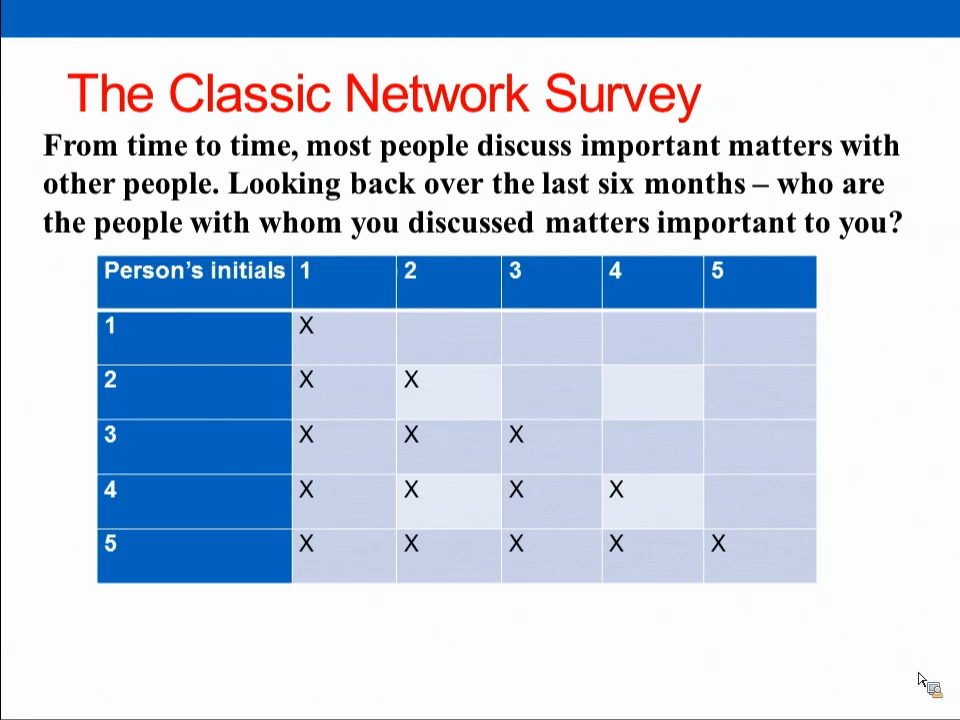 The Classic Network Survey
From time to time, most people discuss important matters with
other people. Looking back over the last six months – who are
the people with whom you discussed matters important to you?
Person's initials 1 2 3 4 5
1 X
2 X X
3 X X X
4 X X X X
5 X X X X X